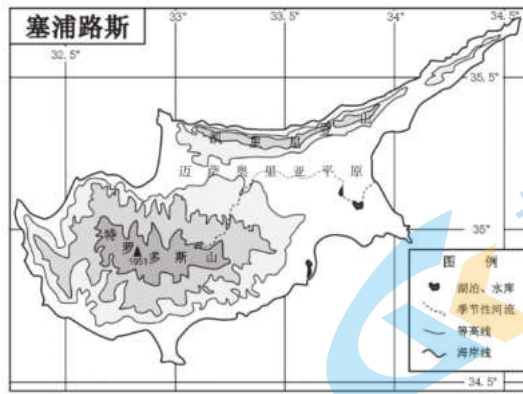 塞浦路斯
33°
33.5°
34°
34.5°
32.5°
35.5°
凯里尼亚山
迈萨奥里亚平原
35°
特罗多斯山
1951
图 例
湖泊、水库
季节性河流
等高线
海岸线
34.5°